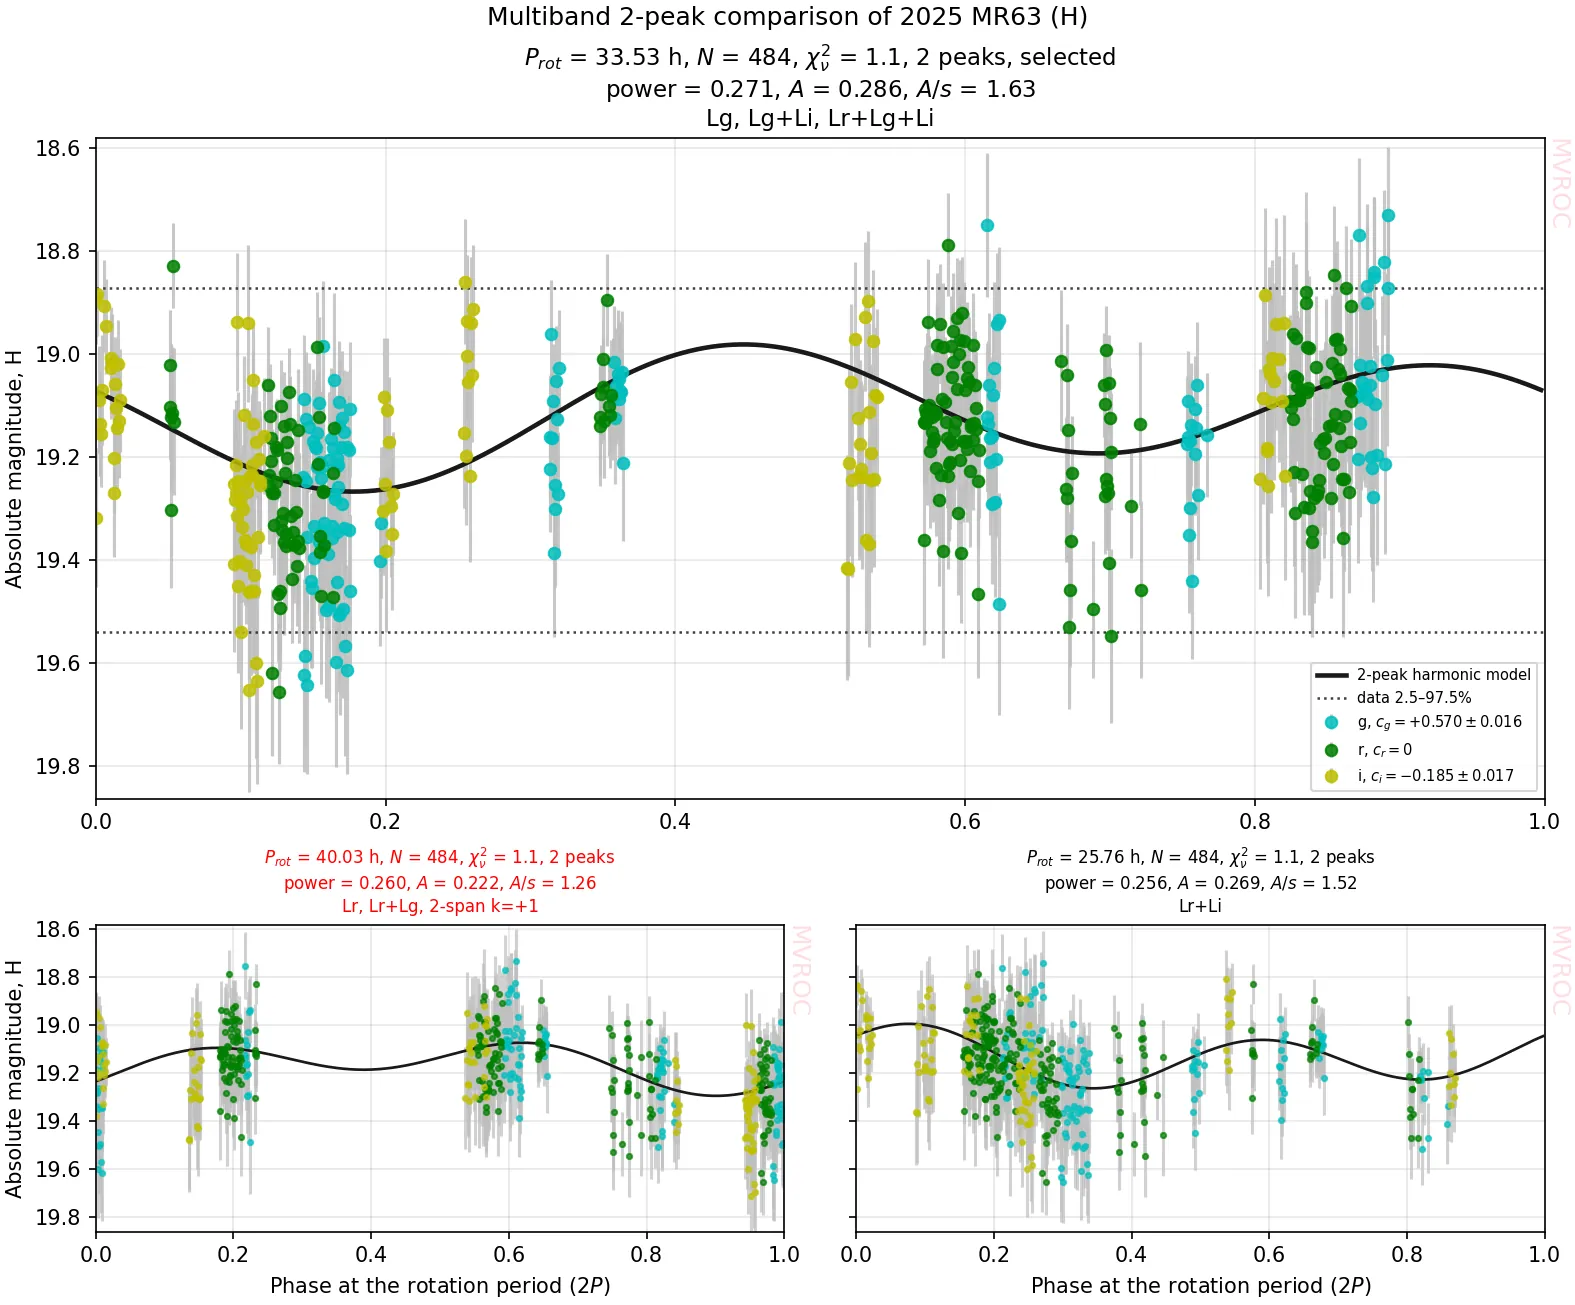 Multiband 2-peak comparison of 2025 MR63 (H)
P_rot = 33.53 h, N = 484, χ²_ν = 1.1, 2 peaks, selected
power = 0.271, A = 0.286, A/s = 1.63
Lg, Lg+Li, Lr+Lg+Li
Absolute magnitude, H
18.6
18.8
19.0
19.2
19.4
19.6
19.8
0.0 0.2 0.4 0.6 0.8 1.0
2-peak harmonic model
data 2.5–97.5%
g, c_g = +0.570 ± 0.016
r, c_r = 0
i, c_i = −0.185 ± 0.017
MVROC
P_rot = 40.03 h, N = 484, χ²_ν = 1.1, 2 peaks
power = 0.260, A = 0.222, A/s = 1.26
Lr, Lr+Lg, 2-span k=+1
Absolute magnitude, H
18.6
18.8
19.0
19.2
19.4
19.6
19.8
0.0 0.2 0.4 0.6 0.8 1.0
Phase at the rotation period (2P)
MVROC
P_rot = 25.76 h, N = 484, χ²_ν = 1.1, 2 peaks
power = 0.256, A = 0.269, A/s = 1.52
Lr+Li
0.0 0.2 0.4 0.6 0.8 1.0
Phase at the rotation period (2P)
MVROC